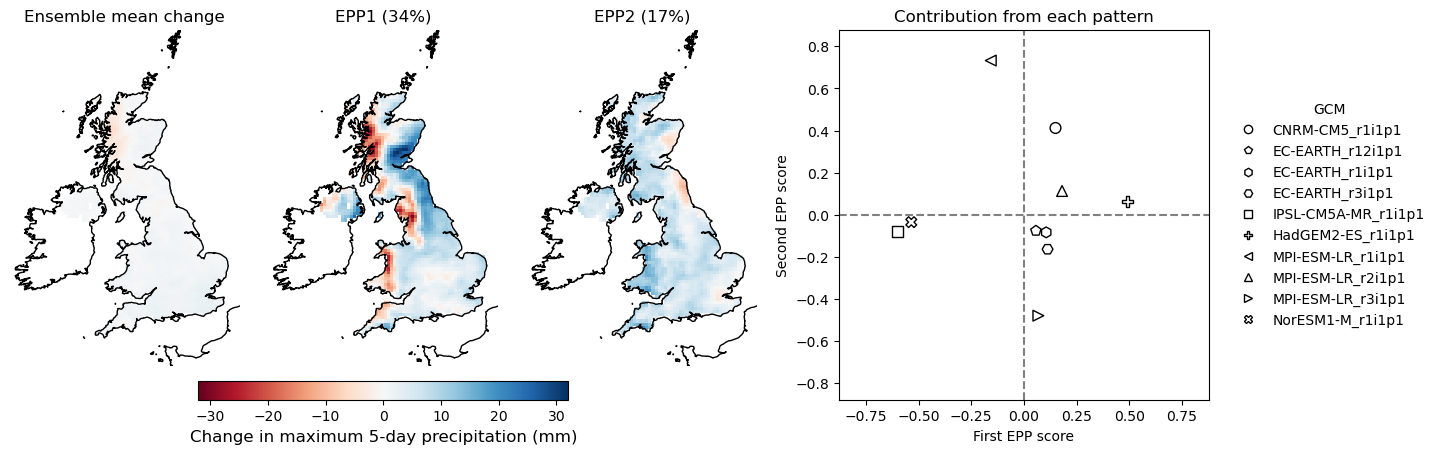 Ensemble mean change
EPP1 (34%)
EPP2 (17%)
Contribution from each pattern
−30
−20
−10
0
10
20
30
Change in maximum 5-day precipitation (mm)
Second EPP score
0.8
0.6
0.4
0.2
0.0
−0.2
−0.4
−0.6
−0.8
−0.75
−0.50
−0.25
0.00
0.25
0.50
0.75
First EPP score
GCM
CNRM-CM5_r1i1p1
EC-EARTH_r12i1p1
EC-EARTH_r1i1p1
EC-EARTH_r3i1p1
IPSL-CM5A-MR_r1i1p1
HadGEM2-ES_r1i1p1
MPI-ESM-LR_r1i1p1
MPI-ESM-LR_r2i1p1
MPI-ESM-LR_r3i1p1
NorESM1-M_r1i1p1